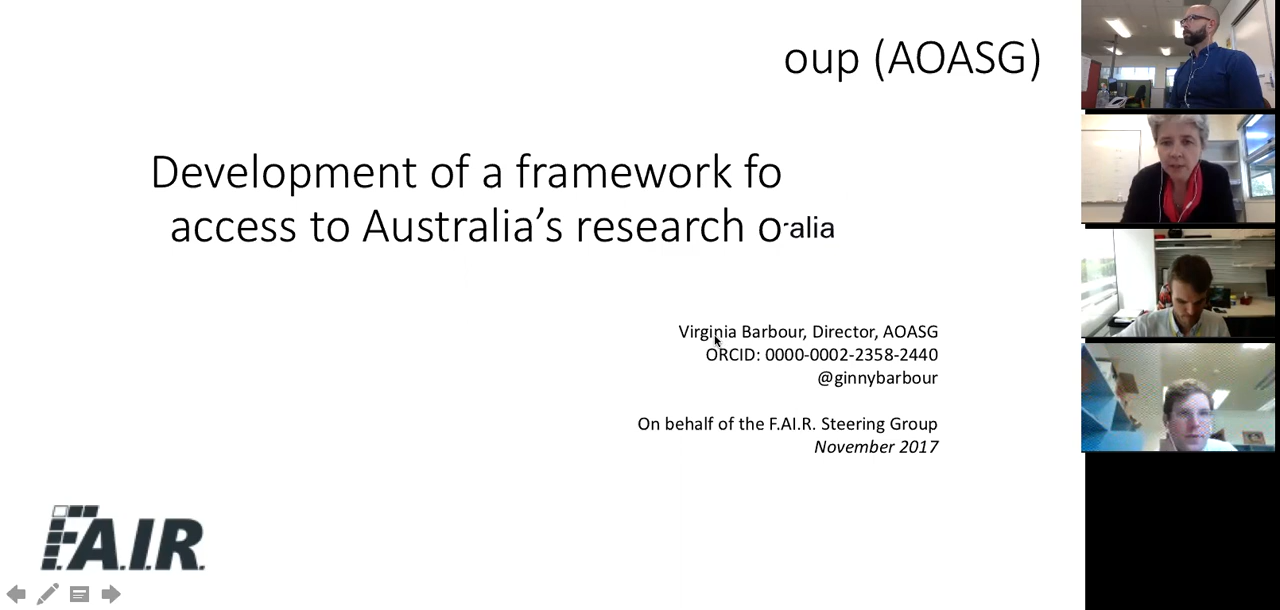 oup (AOASG)
Development of a framework fo
access to Australia’s research o
ralia
Virginia Barbour, Director, AOASG
ORCID: 0000-0002-2358-2440
@ginnybarbour
On behalf of the F.AI.R. Steering Group
November 2017
F.A.I.R.